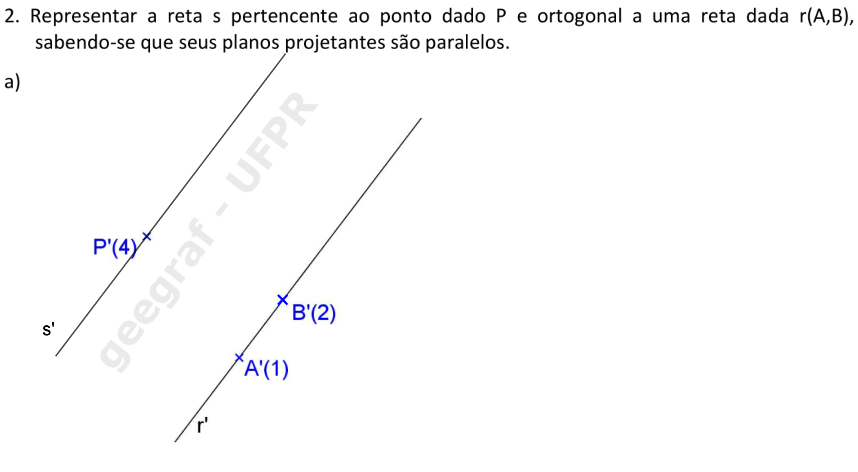 2. Representar a reta s pertencente ao ponto dado P e ortogonal a uma reta dada r(A,B),
sabendo-se que seus planos projetantes são paralelos.
a)
geegraf - UFPR
P'(4)
B'(2)
s'
A'(1)
r'